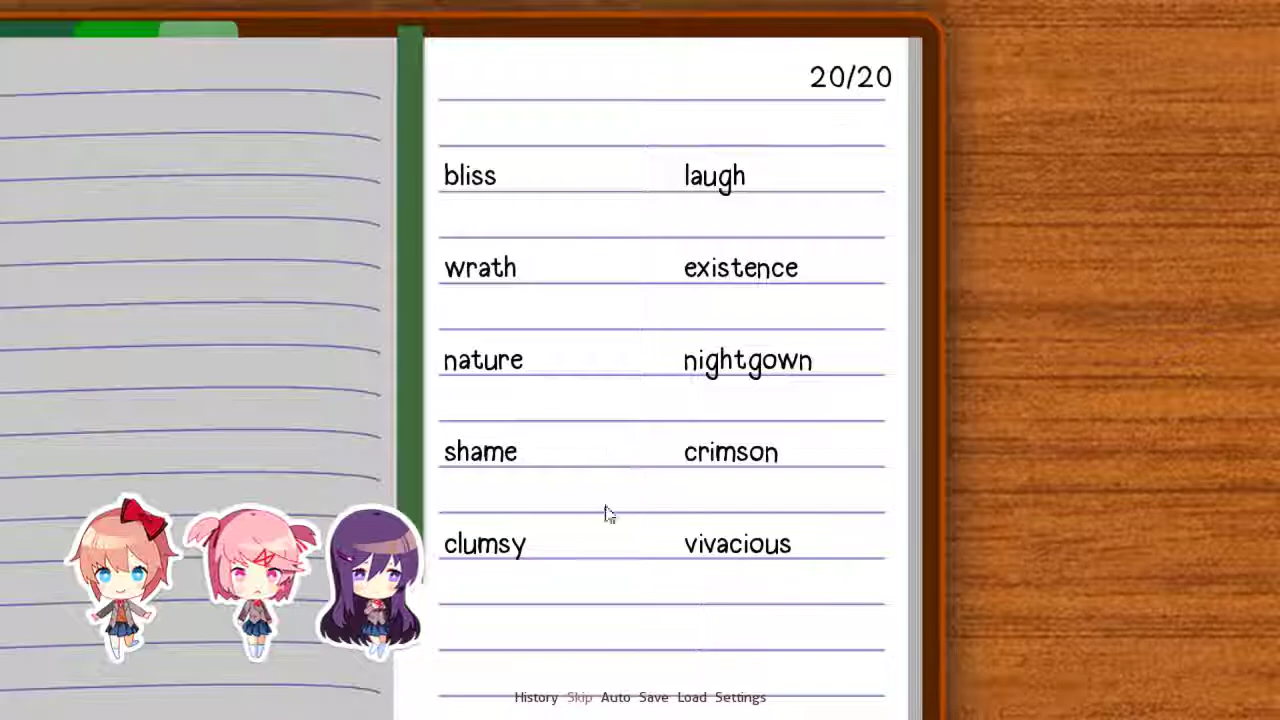 20/20
bliss laugh
wrath existence
nature nightgown
shame crimson
clumsy vivacious
History Skip Auto Save Load Settings